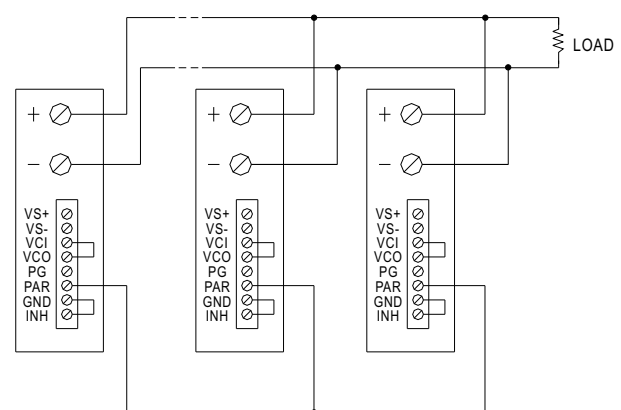 LOAD
+
−
VS+
VS-
VCI
VCO
PG
PAR
GND
INH
+
−
VS+
VS-
VCI
VCO
PG
PAR
GND
INH
+
−
VS+
VS-
VCI
VCO
PG
PAR
GND
INH